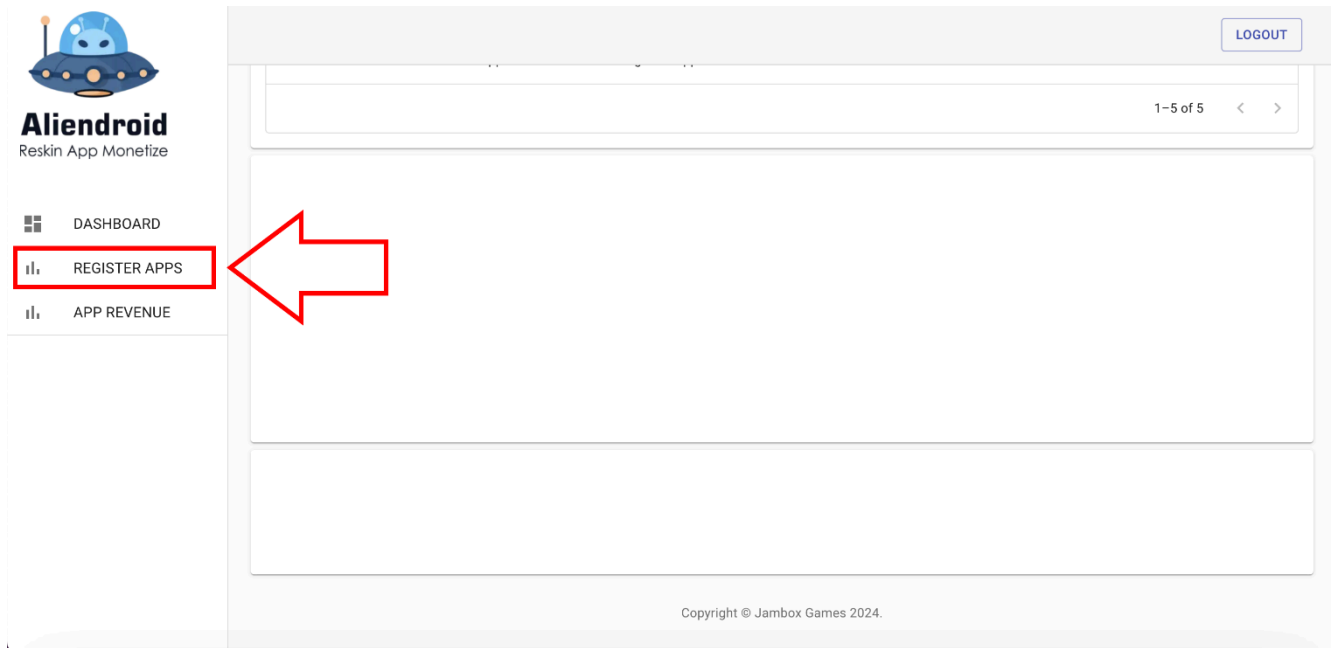 LOGOUT
1–5 of 5
Aliendroid
Reskin App Monetize
DASHBOARD
REGISTER APPS
APP REVENUE
Copyright © Jambox Games 2024.